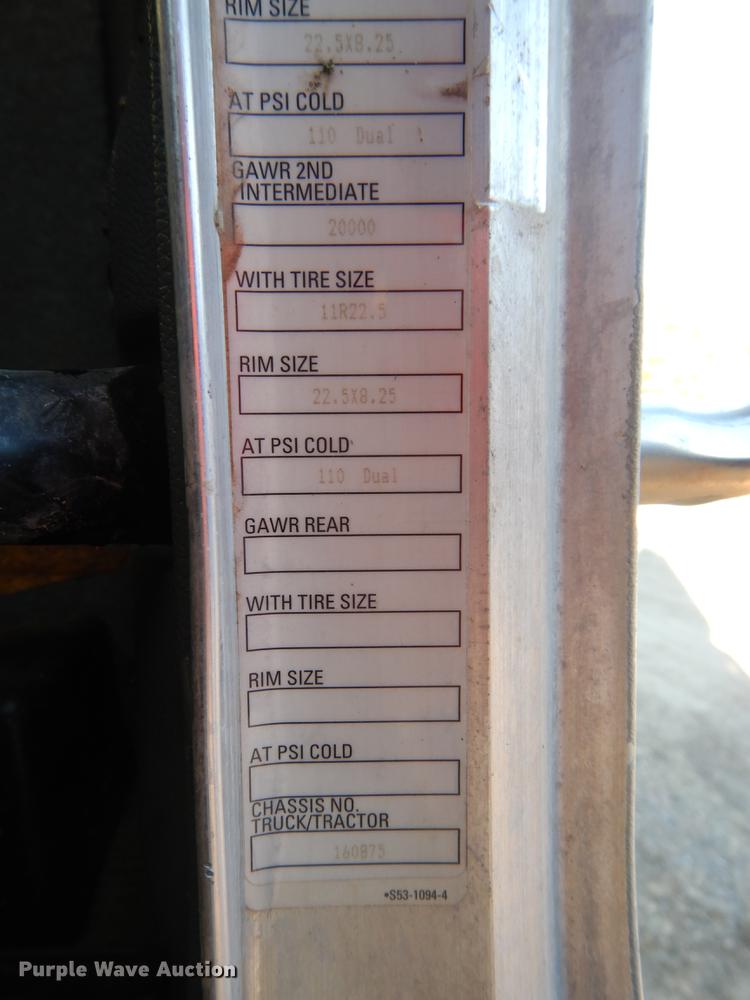 RIM SIZE
22.5X8.25
AT PSI COLD
110 Dual
GAWR 2ND
INTERMEDIATE
20000
WITH TIRE SIZE
11R22.5
RIM SIZE
22.5X8.25
AT PSI COLD
110 Dual
GAWR REAR
WITH TIRE SIZE
RIM SIZE
AT PSI COLD
CHASSIS NO.
TRUCK/TRACTOR
160875
•S53-1094-4
Purple Wave Auction